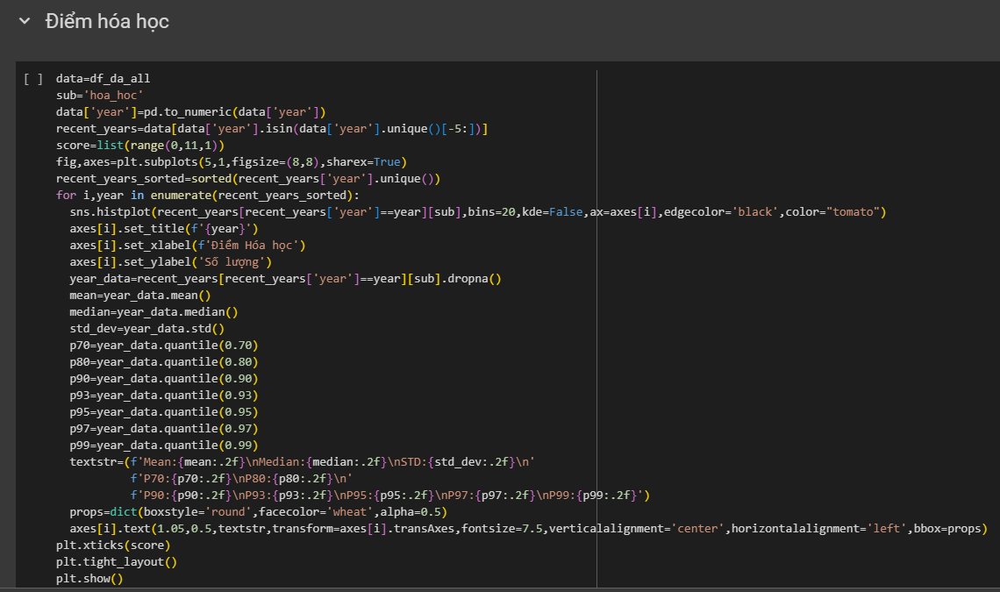 Điểm hóa học
[ ] data=df_da_all
sub='hoa_hoc'
data['year']=pd.to_numeric(data['year'])
recent_years=data[data['year'].isin(data['year'].unique()[-5:])]
score=list(range(0,11,1))
fig,axes=plt.subplots(5,1,figsize=(8,8),sharex=True)
recent_years_sorted=sorted(recent_years['year'].unique())
for i,year in enumerate(recent_years_sorted):
  sns.histplot(recent_years[recent_years['year']==year][sub],bins=20,kde=False,ax=axes[i],edgecolor='black',color="tomato")
  axes[i].set_title(f'{year}')
  axes[i].set_xlabel(f'Điểm Hóa học')
  axes[i].set_ylabel('Số lượng')
  year_data=recent_years[recent_years['year']==year][sub].dropna()
  mean=year_data.mean()
  median=year_data.median()
  std_dev=year_data.std()
  p70=year_data.quantile(0.70)
  p80=year_data.quantile(0.80)
  p90=year_data.quantile(0.90)
  p93=year_data.quantile(0.93)
  p95=year_data.quantile(0.95)
  p97=year_data.quantile(0.97)
  p99=year_data.quantile(0.99)
  textstr=(f'Mean:{mean:.2f}\nMedian:{median:.2f}\nSTD:{std_dev:.2f}\n'
           f'P70:{p70:.2f}\nP80:{p80:.2f}\n'
           f'P90:{p90:.2f}\nP93:{p93:.2f}\nP95:{p95:.2f}\nP97:{p97:.2f}\nP99:{p99:.2f}')
  props=dict(boxstyle='round',facecolor='wheat',alpha=0.5)
  axes[i].text(1.05,0.5,textstr,transform=axes[i].transAxes,fontsize=7.5,verticalalignment='center',horizontalalignment='left',bbox=props)
plt.xticks(score)
plt.tight_layout()
plt.show()